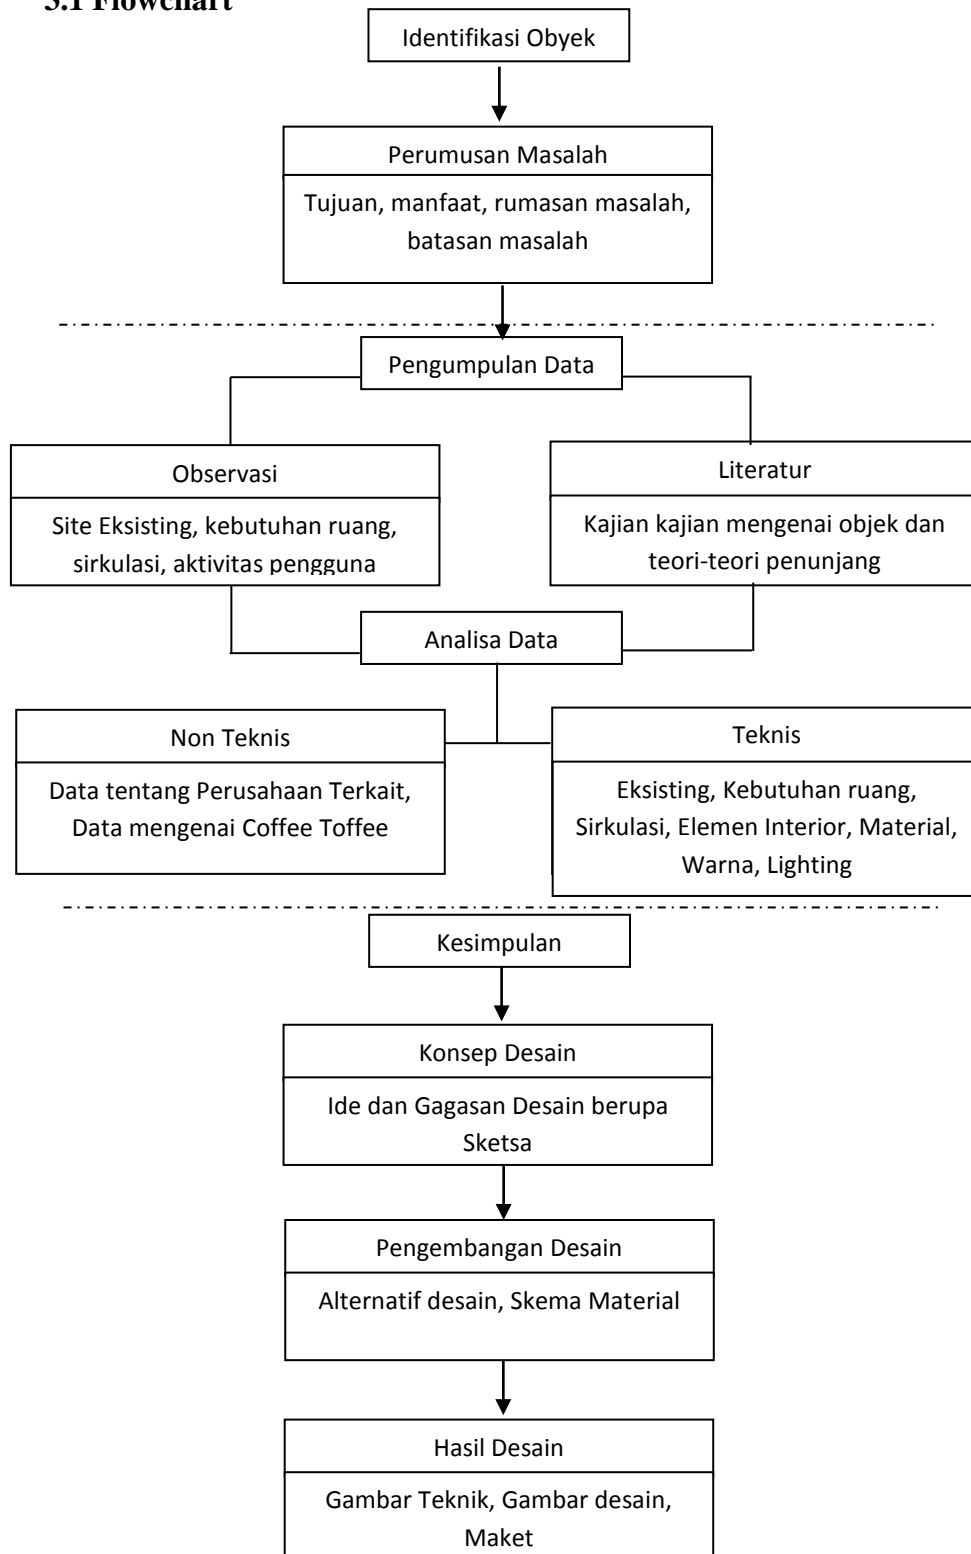 3.1 Flowchart
Identifikasi Obyek
Perumusan Masalah
Tujuan, manfaat, rumasan masalah,
batasan masalah
Pengumpulan Data
Observasi
Site Eksisting, kebutuhan ruang,
sirkulasi, aktivitas pengguna
Literatur
Kajian kajian mengenai objek dan
teori-teori penunjang
Analisa Data
Non Teknis
Data tentang Perusahaan Terkait,
Data mengenai Coffee Toffee
Teknis
Eksisting, Kebutuhan ruang,
Sirkulasi, Elemen Interior, Material,
Warna, Lighting
Kesimpulan
Konsep Desain
Ide dan Gagasan Desain berupa
Sketsa
Pengembangan Desain
Alternatif desain, Skema Material
Hasil Desain
Gambar Teknik, Gambar desain,
Maket